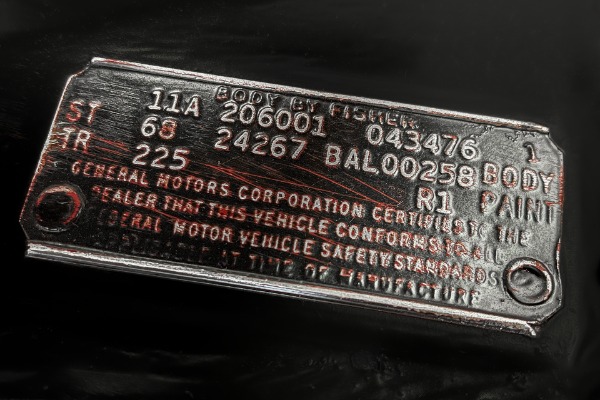 BODY BY FISHER
11A 206001 043476 1
ST 68 24267 BAL00258 BODY
TR 225 R1 PAINT
GENERAL MOTORS CORPORATION CERTIFIES TO THE
DEALER THAT THIS VEHICLE CONFORMS TO ALL
FEDERAL MOTOR VEHICLE SAFETY STANDARDS
APPLICABLE AT TIME OF MANUFACTURE